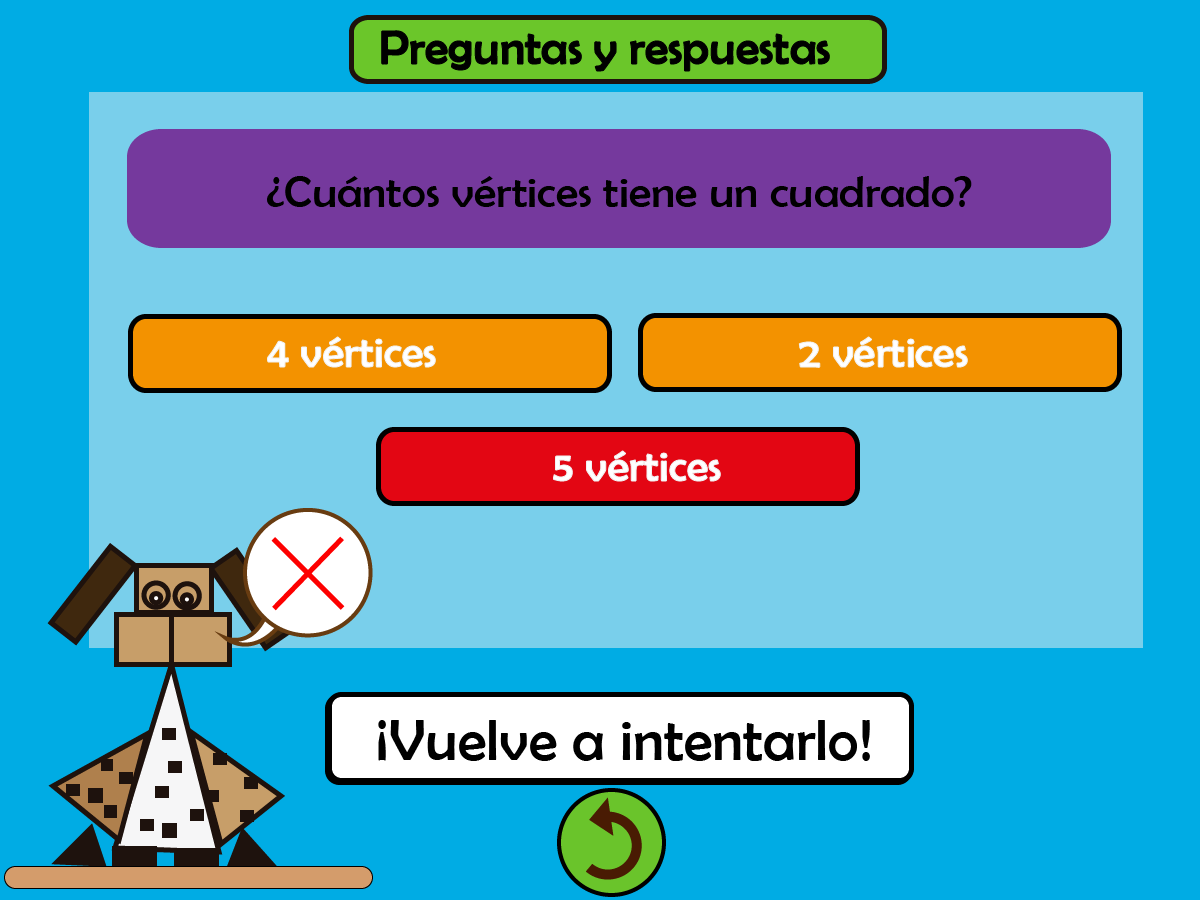 Preguntas y respuestas
¿Cuántos vértices tiene un cuadrado?
4 vértices
2 vértices
5 vértices
¡Vuelve a intentarlo!